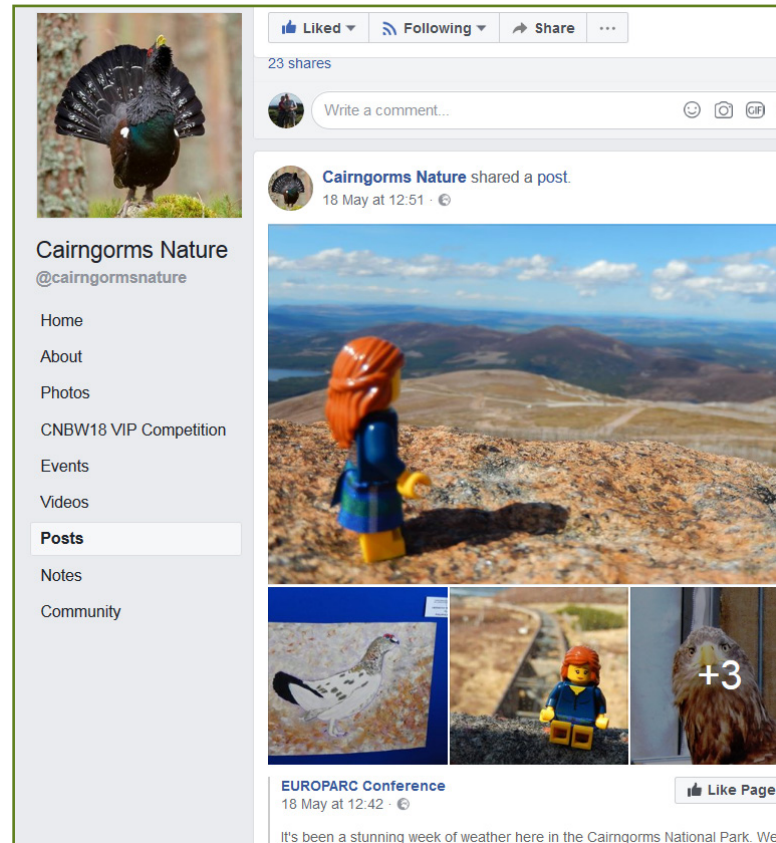 Liked
Following
Share
23 shares
Write a comment...
GIF
Cairngorms Nature shared a post.
18 May at 12:51
Cairngorms Nature
@cairngormsnature
Home
About
Photos
CNBW18 VIP Competition
Events
Videos
Posts
Notes
Community
+3
EUROPARC Conference
18 May at 12:42
Like Page
It's been a stunning week of weather here in the Cairngorms National Park. We